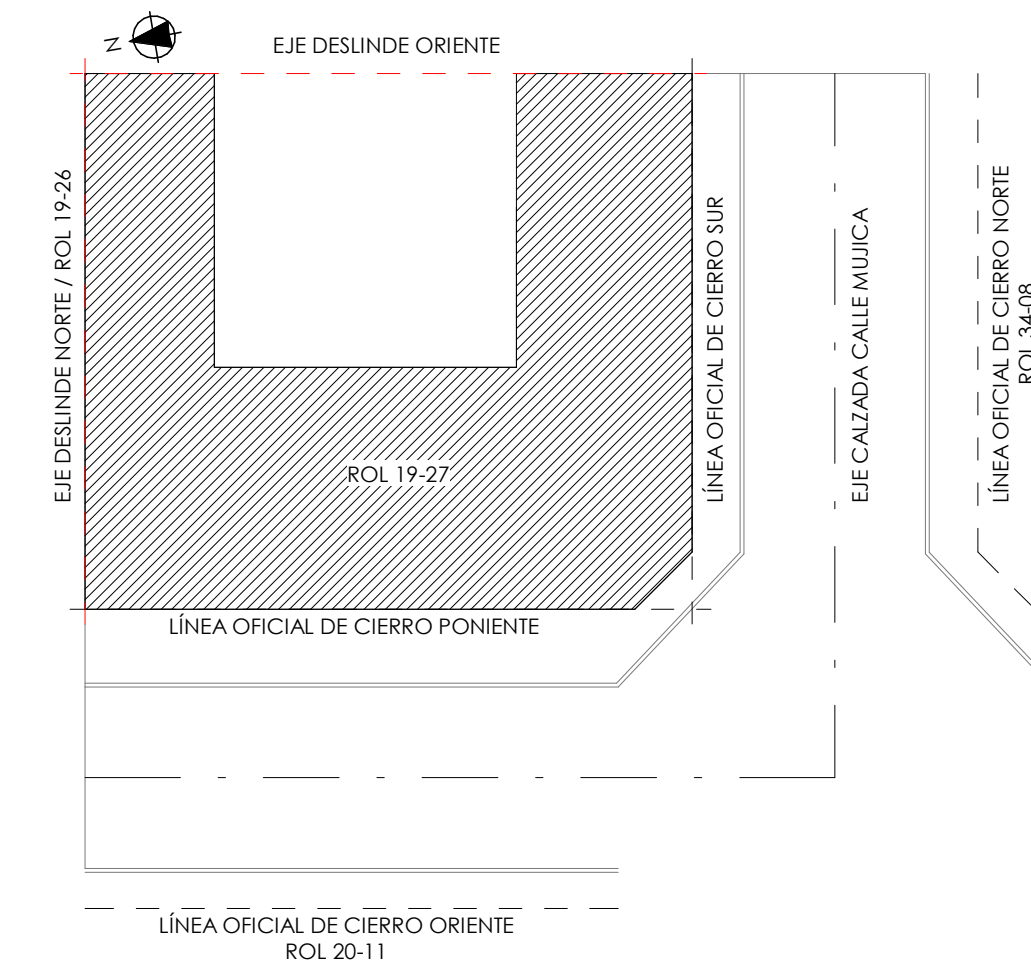 N
EJE DESLINDE ORIENTE
EJE DESLINDE NORTE / ROL 19-26
LÍNEA OFICIAL DE CIERRO SUR
EJE CALZADA CALLE MUJICA
LÍNEA OFICIAL DE CIERRO NORTE
ROL 34-08
ROL 19-27
LÍNEA OFICIAL DE CIERRO PONIENTE
LÍNEA OFICIAL DE CIERRO ORIENTE
ROL 20-11